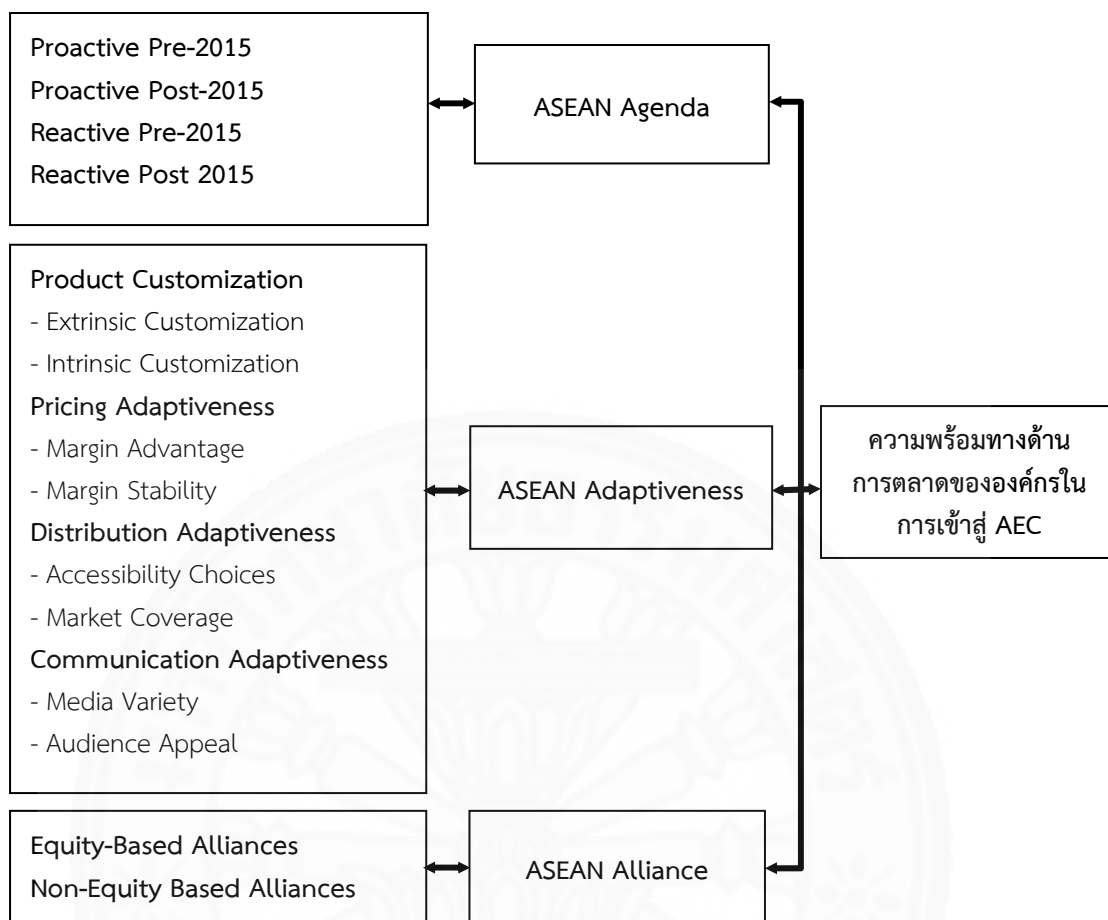 Proactive Pre-2015
Proactive Post-2015
Reactive Pre-2015
Reactive Post 2015
ASEAN Agenda
Product Customization
- Extrinsic Customization
- Intrinsic Customization
Pricing Adaptiveness
- Margin Advantage
- Margin Stability
Distribution Adaptiveness
- Accessibility Choices
- Market Coverage
Communication Adaptiveness
- Media Variety
- Audience Appeal
ASEAN Adaptiveness
ความพร้อมทางด้าน
การตลาดขององค์กรใน
การเข้าสู่ AEC
Equity-Based Alliances
Non-Equity Based Alliances
ASEAN Alliance